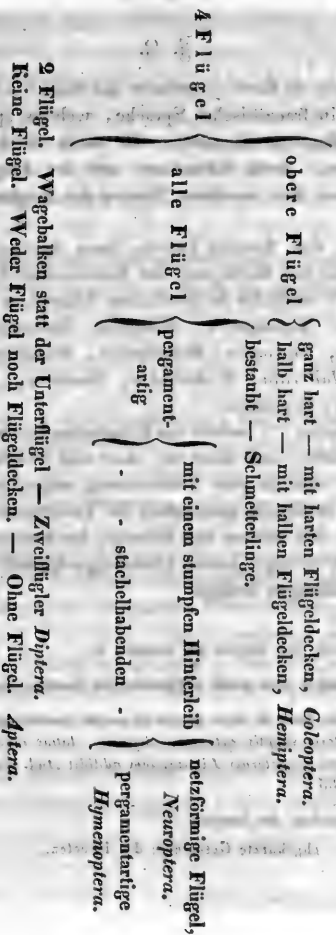 4 Flügel
obere Flügel
ganz hart — mit harten Flügeldecken, Coleoptera.
halb hart — mit halben Flügeldecken, Hemiptera.
alle Flügel
bestaubt — Schmetterlinge.
pergament-
artig
mit einem stumpfen Hinterleib
netzförmige Flügel,
Neuroptera.
- - stachelhabenden -
pergamentartige
Hymenoptera.
2 Flügel. Wagebalken statt der Unterflügel — Zweiflügler Diptera.
Keine Flügel. Weder Flügel noch Flügeldecken. — Ohne Flügel. Aptera.